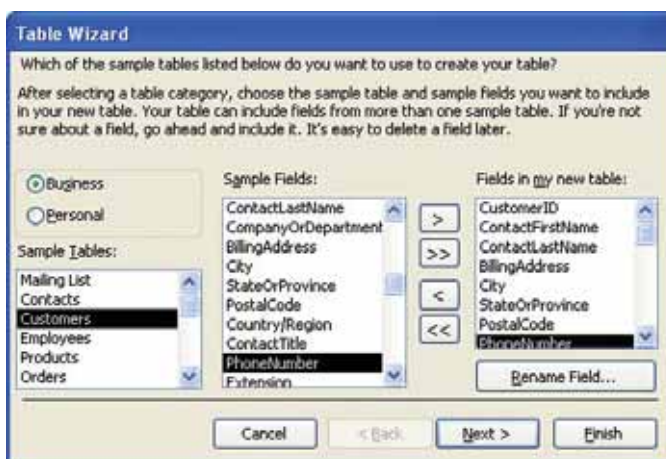 Table Wizard
Which of the sample tables listed below do you want to use to create your table?
After selecting a table category, choose the sample table and sample fields you want to include
in your new table. Your table can include fields from more than one sample table. If you're not
sure about a field, go ahead and include it. It's easy to delete a field later.
Business
Personal
Sample Tables:
Mailing List
Contacts
Customers
Employees
Products
Orders
Sample Fields:
ContactLastName
CompanyOrDepartment
BillingAddress
City
StateOrProvince
PostalCode
Country/Region
ContactTitle
PhoneNumber
Extension
>
>>
<
<<
Fields in my new table:
CustomerID
ContactFirstName
ContactLastName
BillingAddress
City
StateOrProvince
PostalCode
PhoneNumber
Rename Field...
Cancel
< Back
Next >
Finish